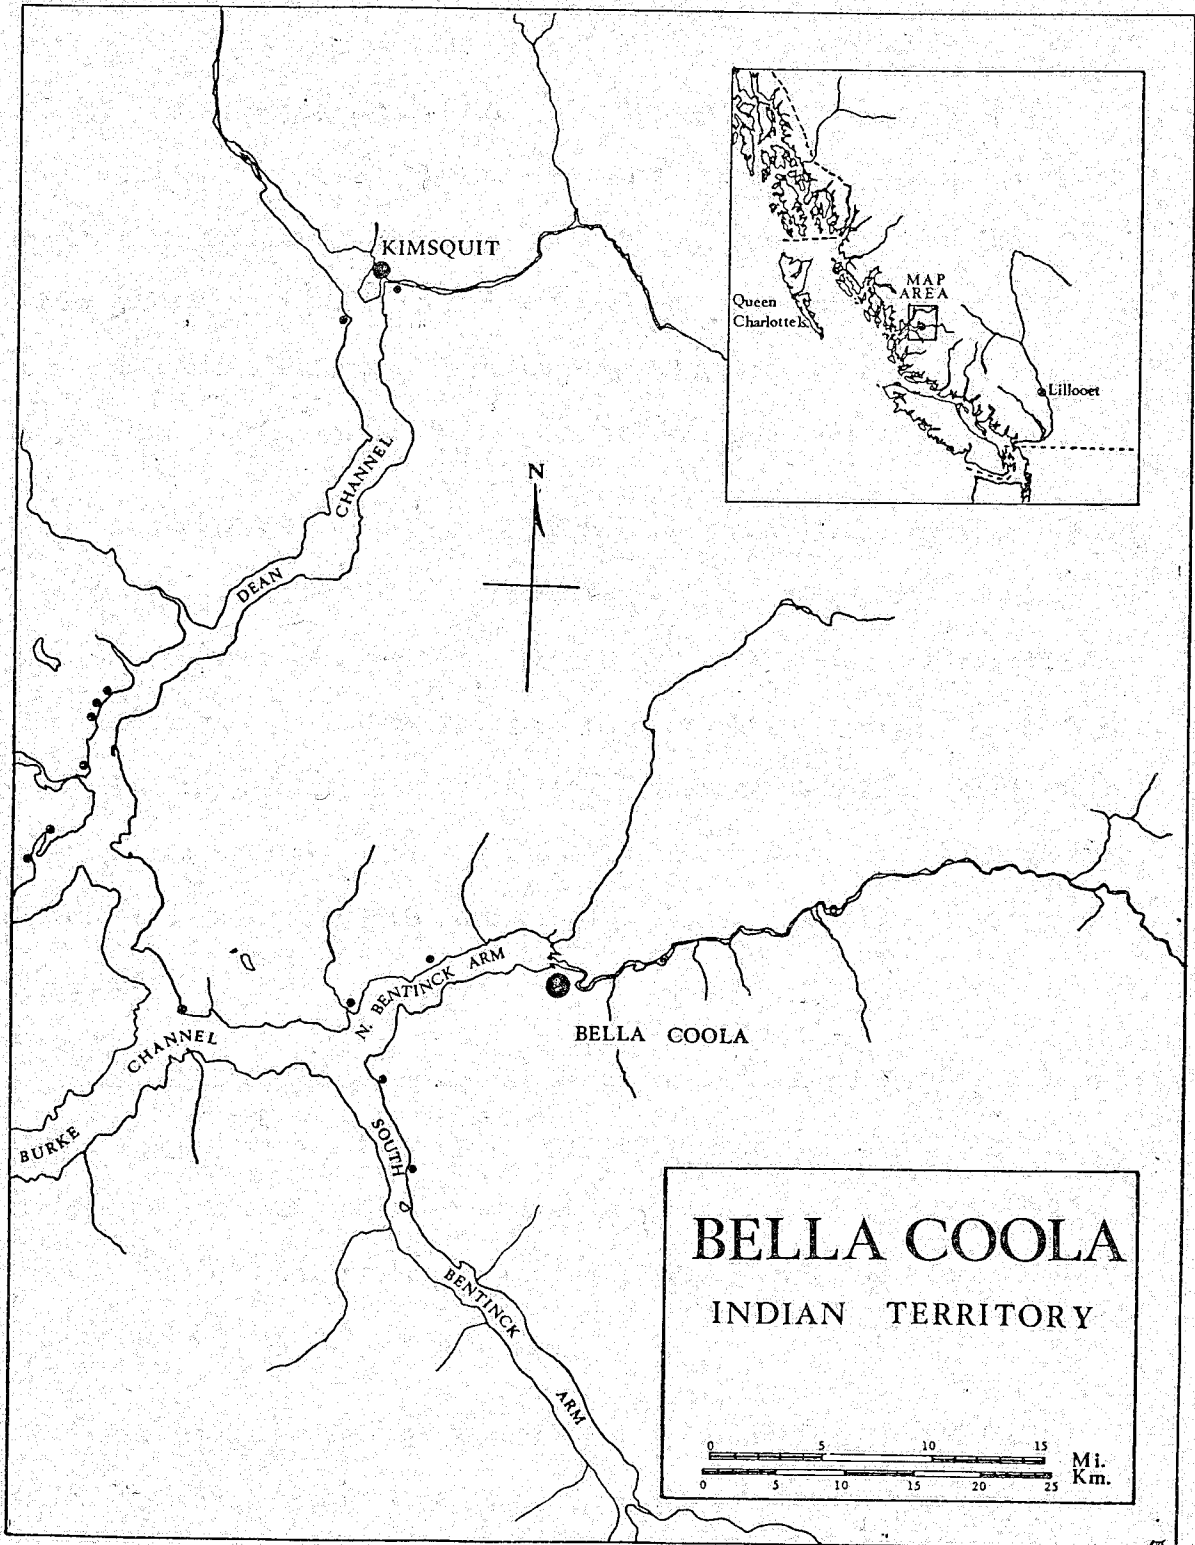 KIMSQUIT
MAP
AREA
Queen
Charlotte Is.
Lillooet
CHANNEL
N
DEAN
N. BENTINCK ARM
BELLA COOLA
CHANNEL
BURKE
SOUTH
BENTINCK
ARM
BELLA COOLA
INDIAN TERRITORY
0 5 10 15 Mi.
Km.
0 5 10 15 20 25